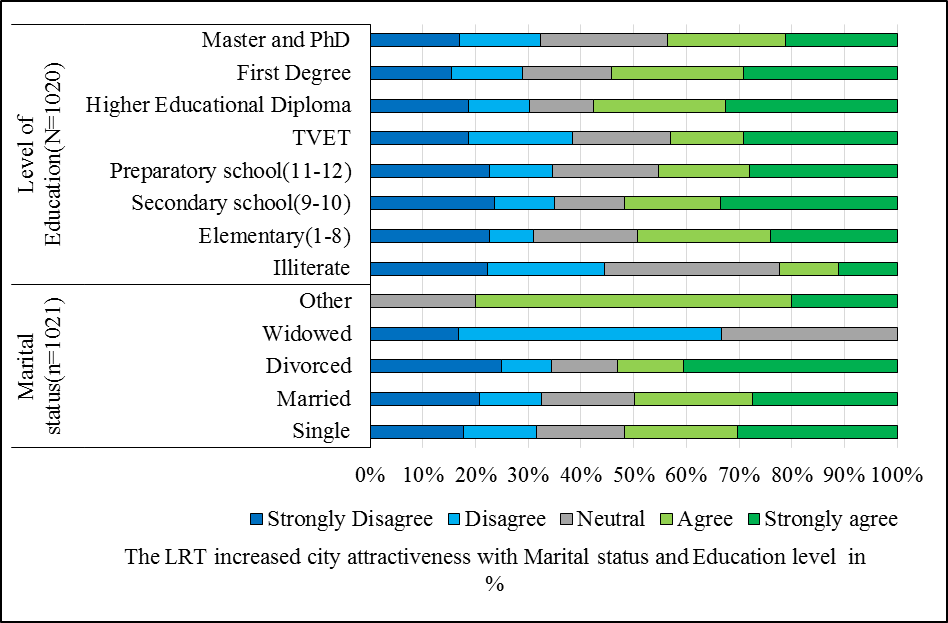 Level of
Education(N=1020)
Master and PhD
First Degree
Higher Educational Diploma
TVET
Preparatory school(11-12)
Secondary school(9-10)
Elementary(1-8)
Illiterate
Marital
status(n=1021)
Other
Widowed
Divorced
Married
Single
0% 10% 20% 30% 40% 50% 60% 70% 80% 90% 100%
Strongly Disagree Disagree Neutral Agree Strongly agree
The LRT increased city attractiveness with Marital status and Education level in
%